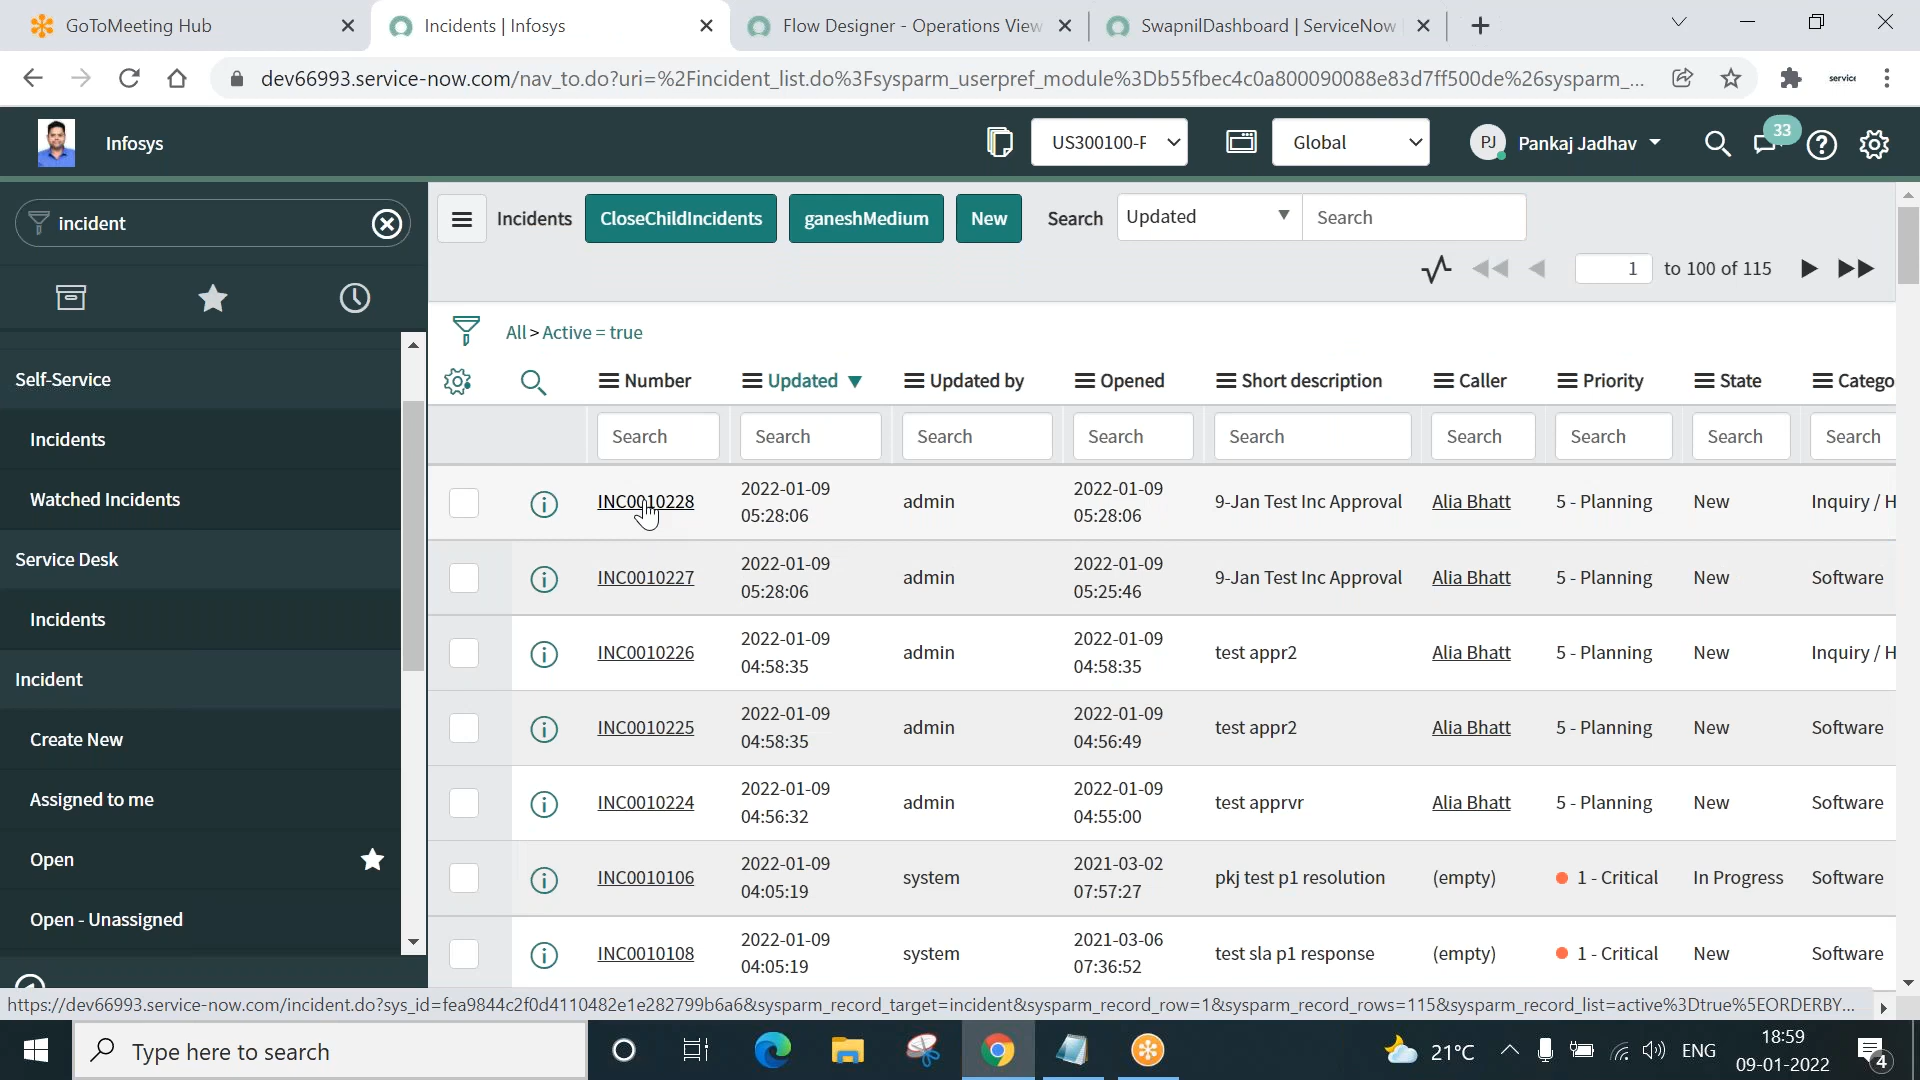 GoToMeeting Hub
Incidents | Infosys
Flow Designer - Operations View
SwapnilDashboard | ServiceNow
dev66993.service-now.com/nav_to.do?uri=%2Fincident_list.do%3Fsysparm_userpref_module%3Db55fbec4c0a800090088e83d7ff500de%26sysparm_...
service
Infosys
US300100-F
Global
PJ
Pankaj Jadhav
33
incident
Incidents
CloseChildIncidents
ganeshMedium
New
Search
Updated
Search
1 to 100 of 115
All > Active = true
Self-Service
Incidents
Watched Incidents
Service Desk
Incidents
Incident
Create New
Assigned to me
Open
Open - Unassigned
Number Updated Updated by Opened Short description Caller Priority State Catego
Search Search Search Search Search Search Search Search Search
INC0010228 2022-01-09 05:28:06 admin 2022-01-09 05:28:06 9-Jan Test Inc Approval Alia Bhatt 5 - Planning New Inquiry / H
INC0010227 2022-01-09 05:28:06 admin 2022-01-09 05:25:46 9-Jan Test Inc Approval Alia Bhatt 5 - Planning New Software
INC0010226 2022-01-09 04:58:35 admin 2022-01-09 04:58:35 test appr2 Alia Bhatt 5 - Planning New Inquiry / H
INC0010225 2022-01-09 04:58:35 admin 2022-01-09 04:56:49 test appr2 Alia Bhatt 5 - Planning New Software
INC0010224 2022-01-09 04:56:32 admin 2022-01-09 04:55:00 test apprvr Alia Bhatt 5 - Planning New Software
INC0010106 2022-01-09 04:05:19 system 2021-03-02 07:57:27 pkj test p1 resolution (empty) 1 - Critical In Progress Software
INC0010108 2022-01-09 04:05:19 system 2021-03-06 07:36:52 test sla p1 response (empty) 1 - Critical New Software
https://dev66993.service-now.com/incident.do?sys_id=fea9844c2f0d4110482e1e282799b6a6&sysparm_record_target=incident&sysparm_record_row=1&sysparm_record_rows=115&sysparm_record_list=active%3Dtrue%5EORDERBY...
Type here to search
21°C
ENG
18:59
09-01-2022
4